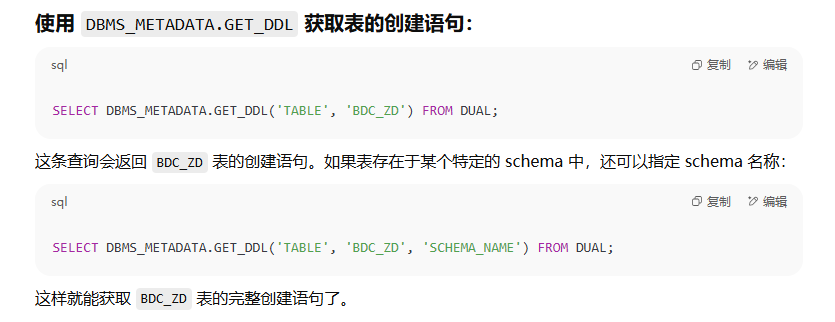 使用 DBMS_METADATA.GET_DDL 获取表的创建语句：
sql
复制 编辑
SELECT DBMS_METADATA.GET_DDL('TABLE', 'BDC_ZD') FROM DUAL;
这条查询会返回 BDC_ZD 表的创建语句。如果表存在于某个特定的 schema 中，还可以指定 schema 名称：
sql
复制 编辑
SELECT DBMS_METADATA.GET_DDL('TABLE', 'BDC_ZD', 'SCHEMA_NAME') FROM DUAL;
这样就能获取 BDC_ZD 表的完整创建语句了。